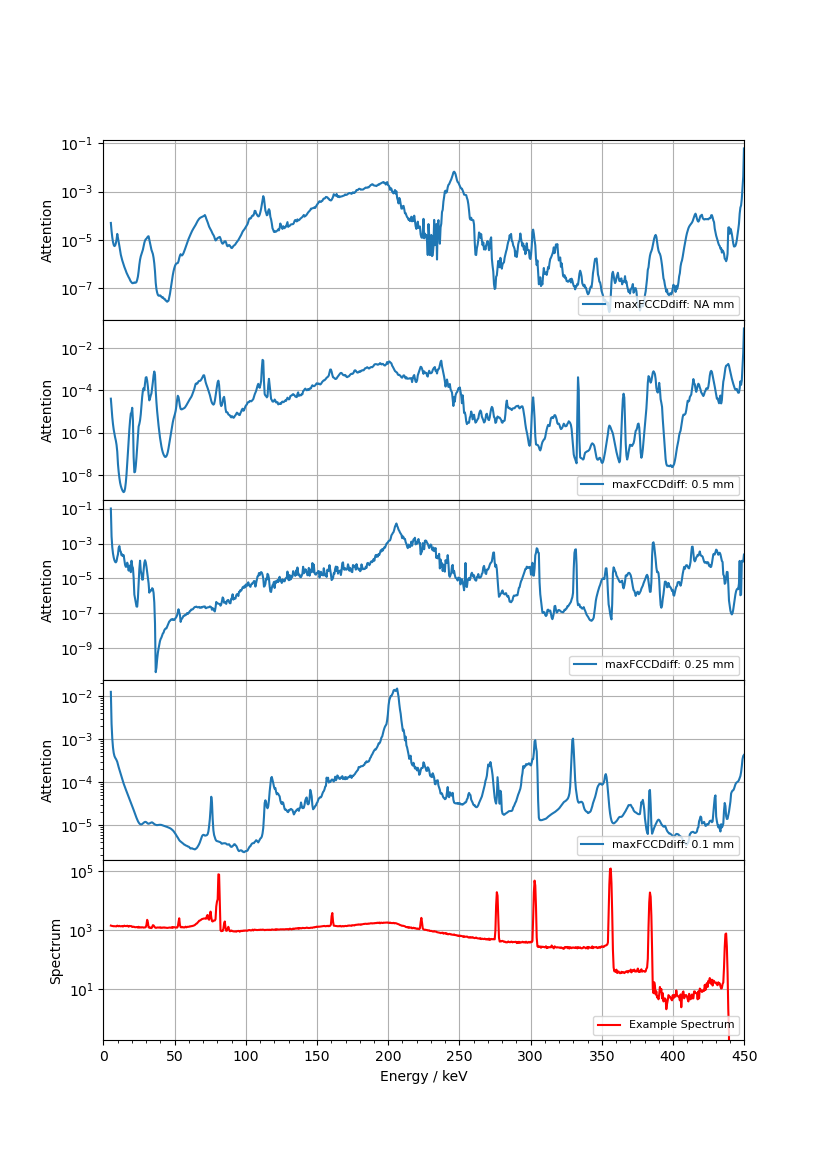 10⁻¹
10⁻³
10⁻⁵
10⁻⁷
Attention
maxFCCDdiff: NA mm
10⁻²
10⁻⁴
10⁻⁶
10⁻⁸
Attention
maxFCCDdiff: 0.5 mm
10⁻¹
10⁻³
10⁻⁵
10⁻⁷
10⁻⁹
Attention
maxFCCDdiff: 0.25 mm
10⁻²
10⁻³
10⁻⁴
10⁻⁵
Attention
maxFCCDdiff: 0.1 mm
10⁵
10³
10¹
Spectrum
Example Spectrum
0 50 100 150 200 250 300 350 400 450
Energy / keV